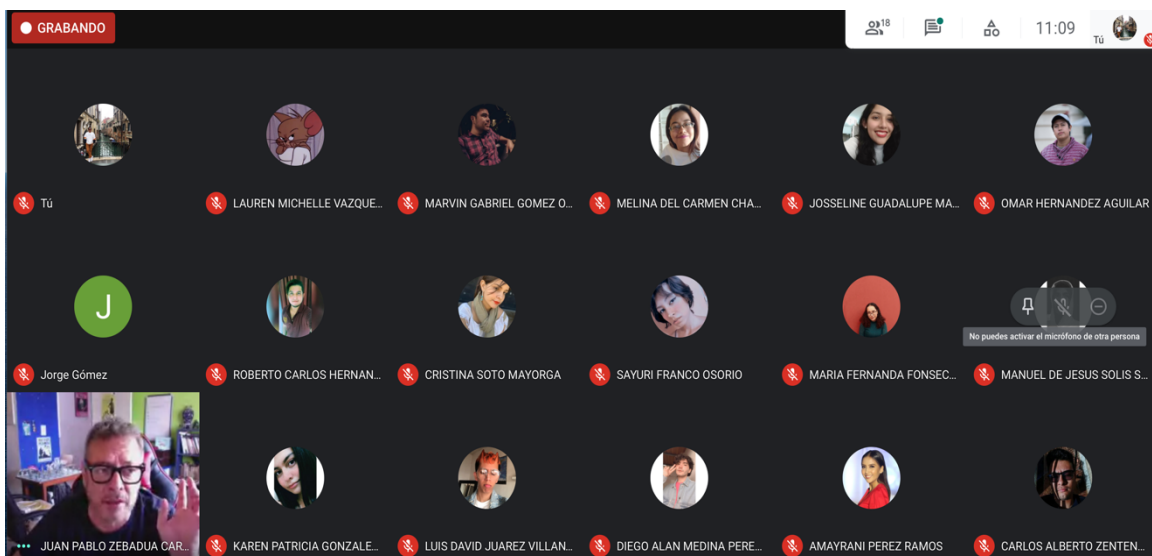 GRABANDO
18
11:09
Tú
Tú
LAUREN MICHELLE VAZQUE...
MARVIN GABRIEL GOMEZ O...
MELINA DEL CARMEN CHA...
JOSSELINE GUADALUPE MA...
OMAR HERNANDEZ AGUILAR
J
No puedes activar el micrófono de otra persona
Jorge Gómez
ROBERTO CARLOS HERNAN...
CRISTINA SOTO MAYORGA
SAYURI FRANCO OSORIO
MARIA FERNANDA FONSEC...
MANUEL DE JESUS SOLIS S...
JUAN PABLO ZEBADUA CAR...
KAREN PATRICIA GONZALE...
LUIS DAVID JUAREZ VILLAN...
DIEGO ALAN MEDINA PERE...
AMAYRANI PEREZ RAMOS
CARLOS ALBERTO ZENTEN...